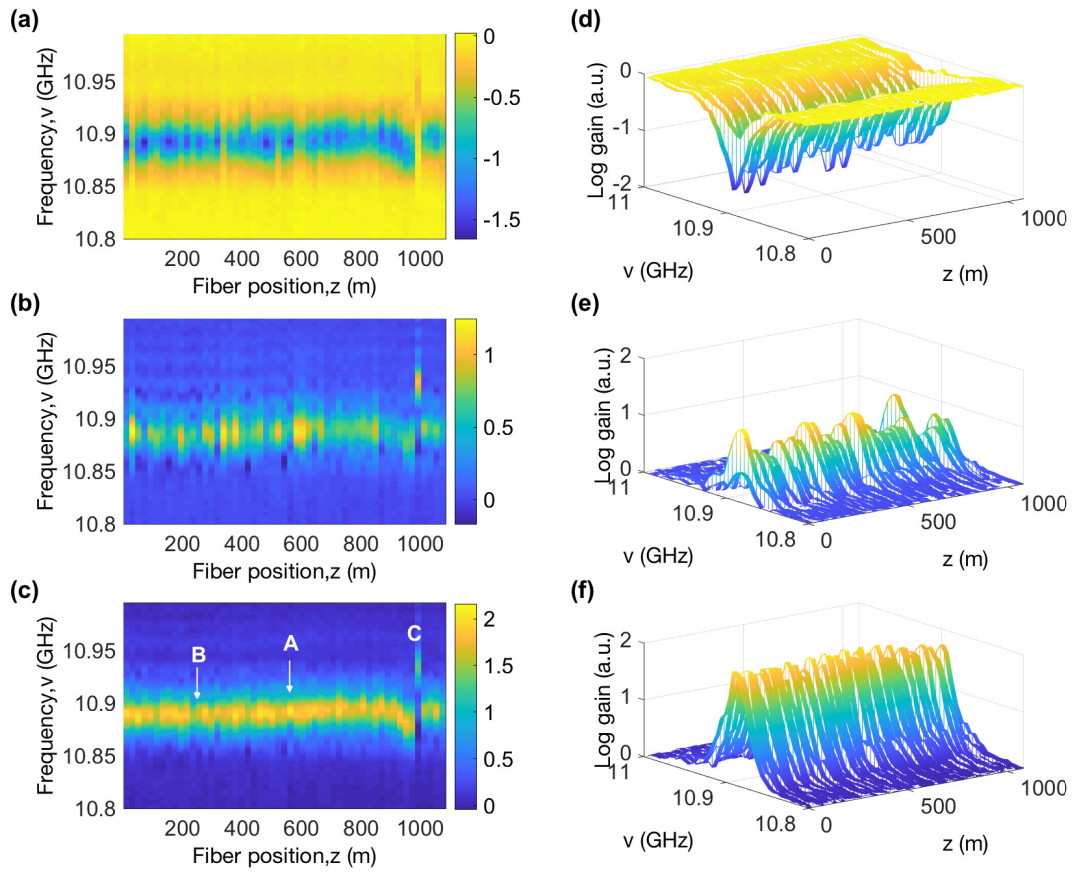 (a)
Frequency,v (GHz)
10.95
10.9
10.85
10.8
200 400 600 800 1000
Fiber position,z (m)
0
-0.5
-1
-1.5
(d)
Log gain (a.u.)
0
-1
-2
11
10.9
10.8
v (GHz)
0
500
1000
z (m)
(b)
Frequency,v (GHz)
10.95
10.9
10.85
10.8
200 400 600 800 1000
Fiber position,z (m)
1
0.5
0
(e)
Log gain (a.u.)
2
1
0
11
10.9
10.8
v (GHz)
0
500
1000
z (m)
(c)
Frequency,v (GHz)
10.95
10.9
10.85
10.8
B
A
C
200 400 600 800 1000
Fiber position,z (m)
2
1.5
1
0.5
0
(f)
Log gain (a.u.)
2
1
0
11
10.9
10.8
v (GHz)
0
500
1000
z (m)